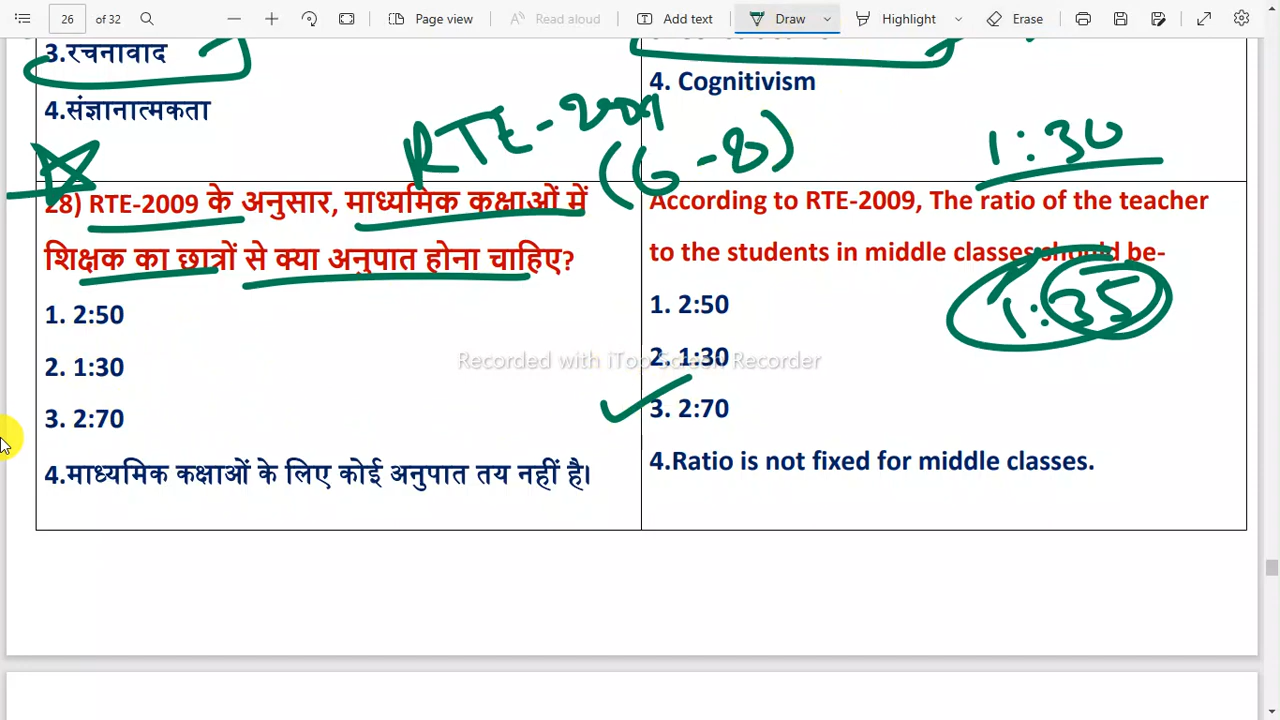 26
of 32
Page view
Read aloud
Add text
Draw
Highlight
Erase
3.रचनावाद
4.संज्ञानात्मकता
4. Cognitivism
RTE-2009
(6-8)
1:30
28) RTE-2009 के अनुसार, माध्यमिक कक्षाओं में
शिक्षक का छात्रों से क्या अनुपात होना चाहिए?
1. 2:50
2. 1:30
3. 2:70
4.माध्यमिक कक्षाओं के लिए कोई अनुपात तय नहीं है।
According to RTE-2009, The ratio of the teacher
to the students in middle classes should be-
1:35
1. 2:50
2. 1:30
3. 2:70
4.Ratio is not fixed for middle classes.
Recorded with iTop Screen Recorder